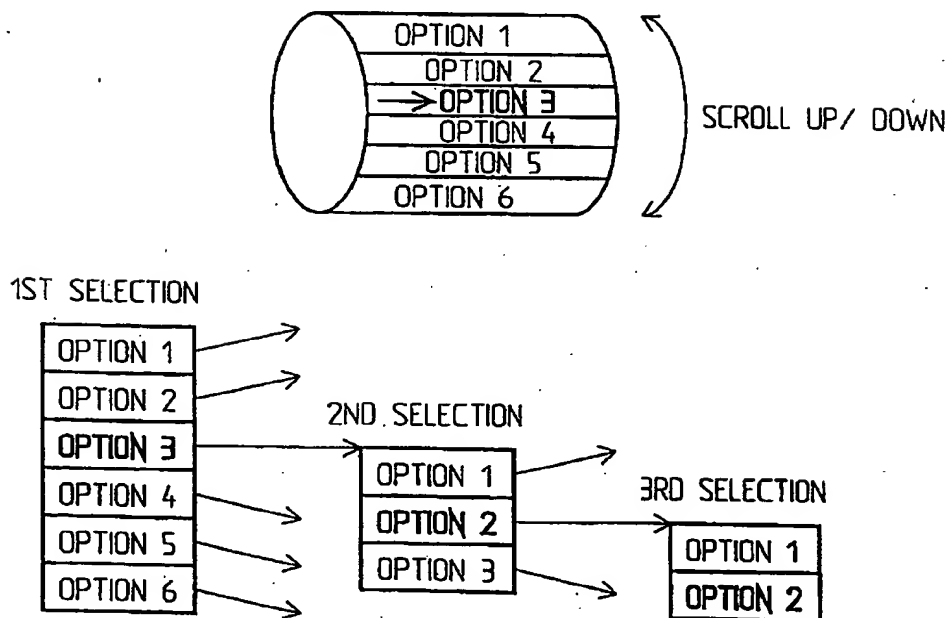 OPTION 1
OPTION 2
OPTION 3
OPTION 4
OPTION 5
OPTION 6
SCROLL UP/ DOWN
1ST SELECTION
OPTION 1
OPTION 2
OPTION 3
OPTION 4
OPTION 5
OPTION 6
2ND. SELECTION
OPTION 1
OPTION 2
OPTION 3
3RD SELECTION
OPTION 1
OPTION 2